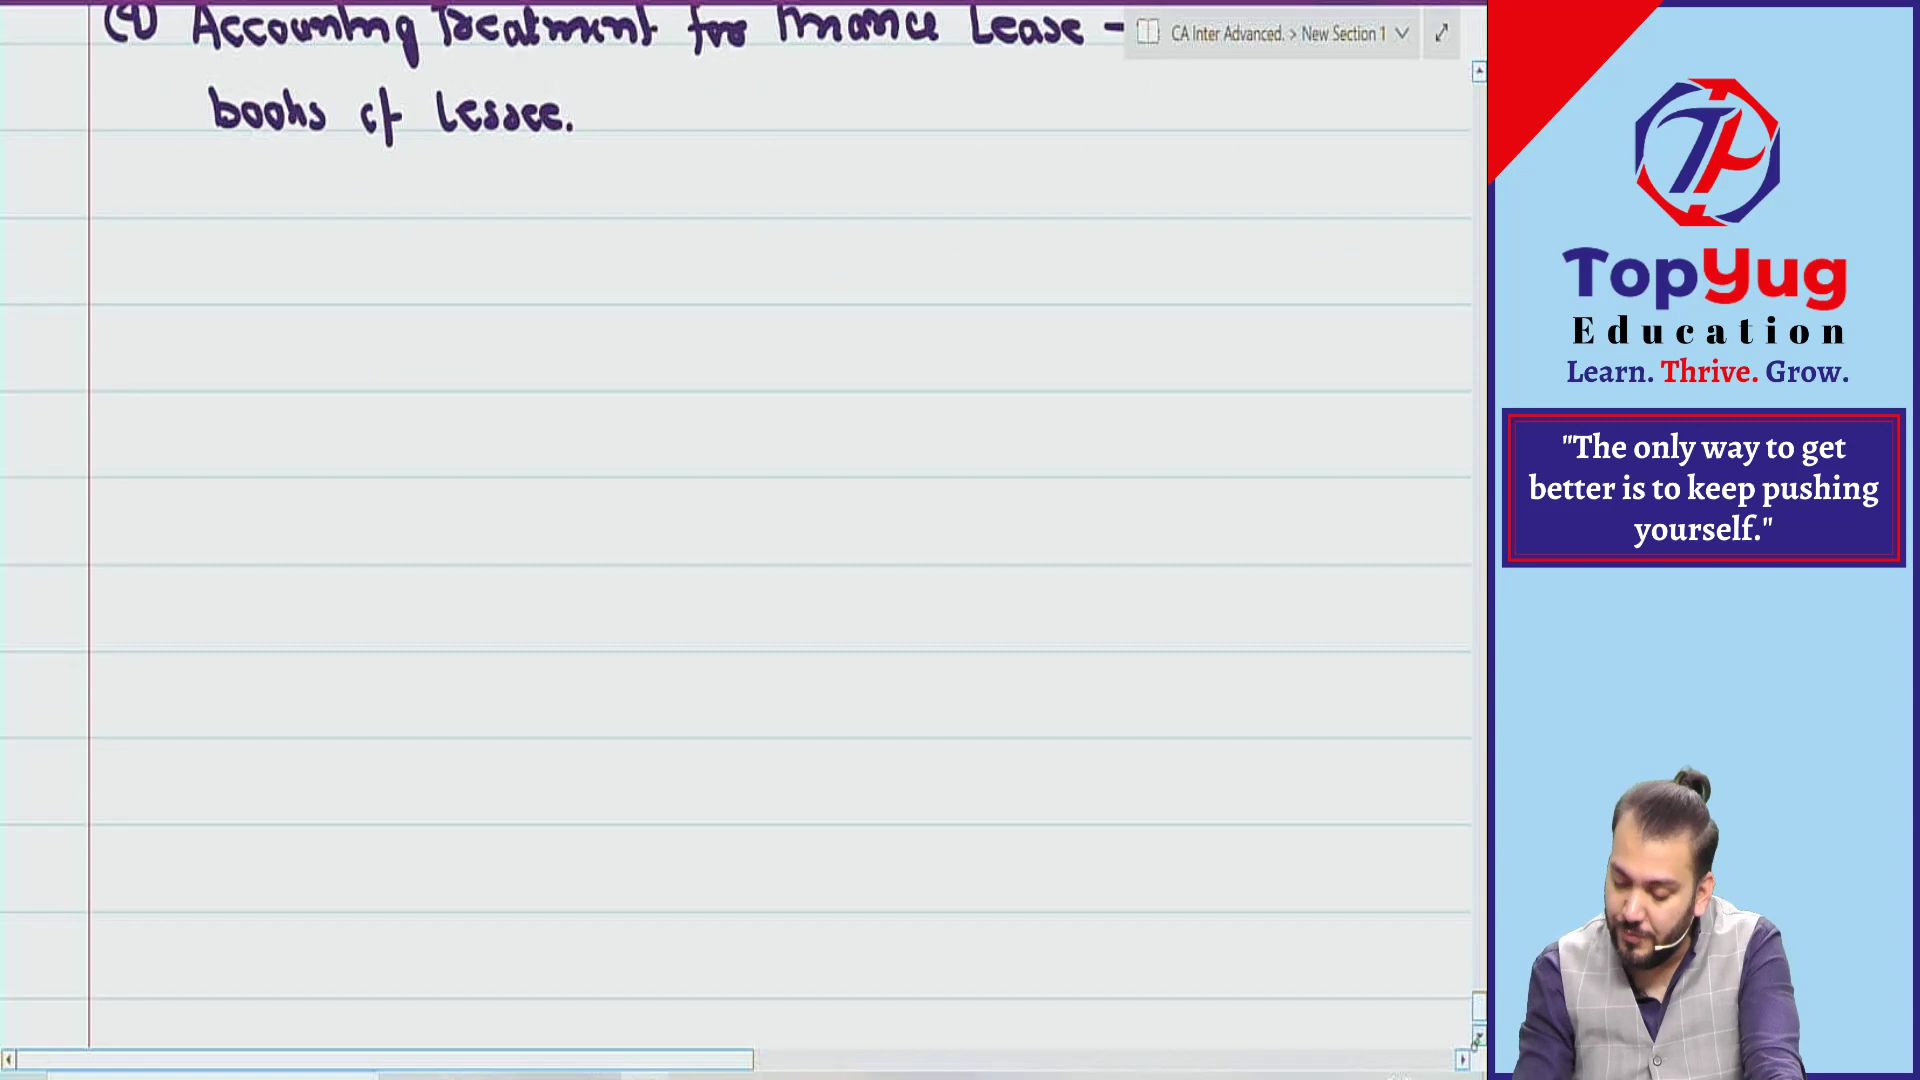 (4) Accounting Treatment for Finance Lease -
books of Lessee.
CA Inter Advanced. > New Section 1
TopYug
Education
Learn. Thrive. Grow.
"The only way to get
better is to keep pushing
yourself."